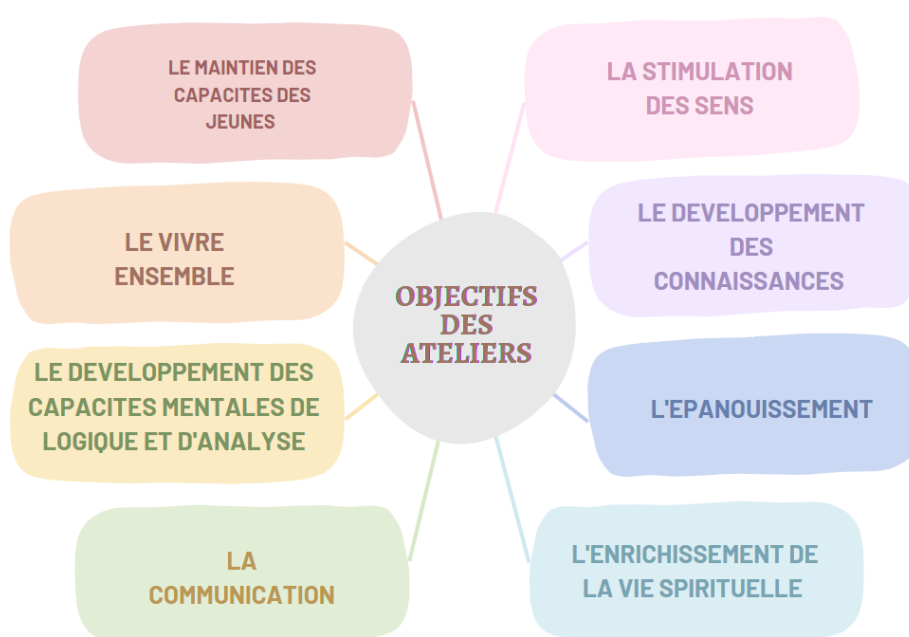 LE MAINTIEN DES
CAPACITES DES
JEUNES
LA STIMULATION
DES SENS
LE VIVRE
ENSEMBLE
LE DEVELOPPEMENT
DES
CONNAISSANCES
OBJECTIFS
DES
ATELIERS
LE DEVELOPPEMENT DES
CAPACITES MENTALES DE
LOGIQUE ET D'ANALYSE
L'EPANOUISSEMENT
LA
COMMUNICATION
L'ENRICHISSEMENT DE
LA VIE SPIRITUELLE